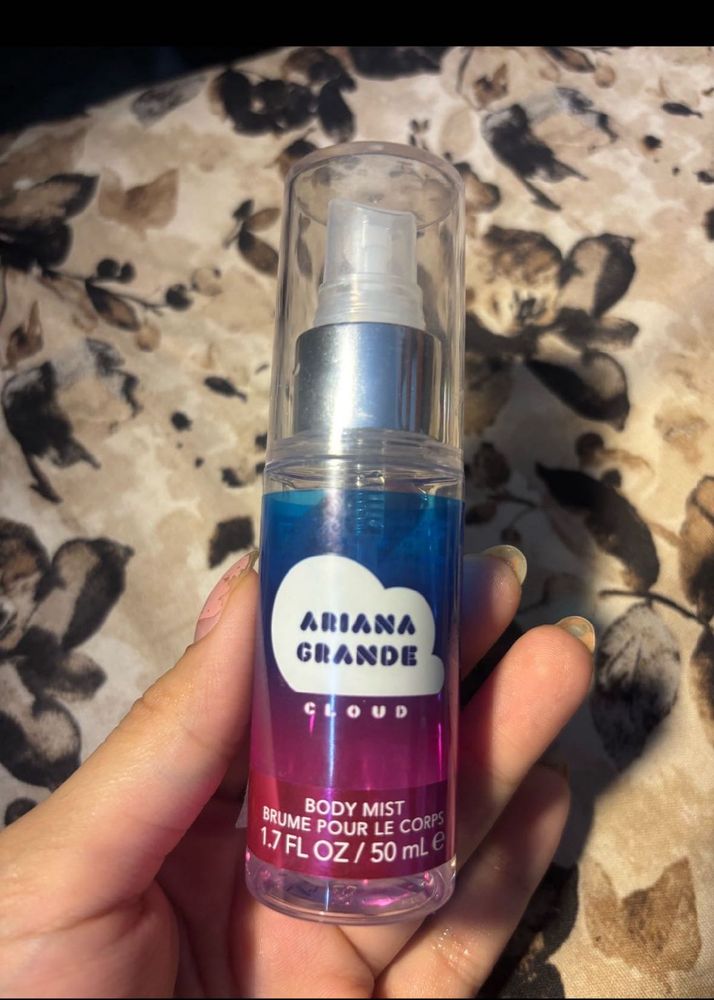 ARIANA
GRANDE
CLOUD
BODY MIST
BRUME POUR LE CORPS
1.7 FL OZ / 50 mL ℮